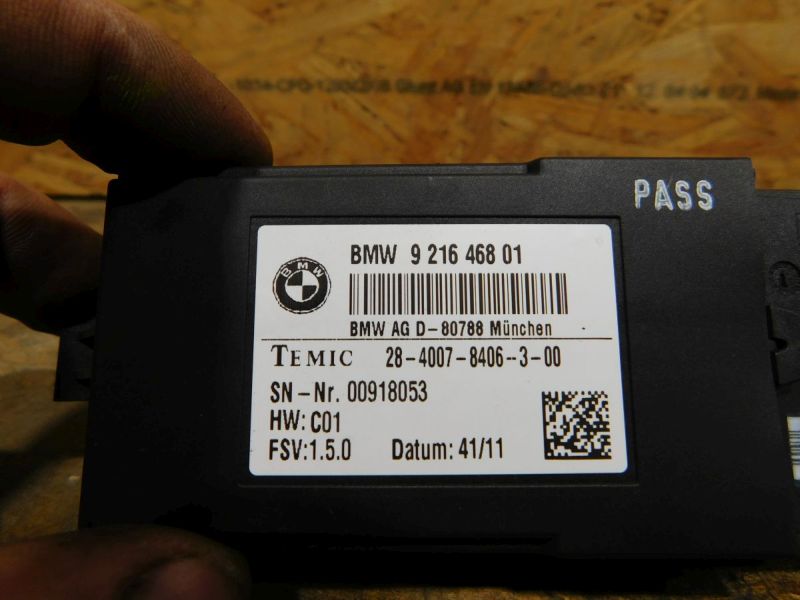 PASS
BMW 9 216 468 01
BMW
BMW AG D-80788 München
TEMIC 28-4007-8406-3-00
SN-Nr. 00918053
HW: C01
FSV:1.5.0 Datum: 41/11